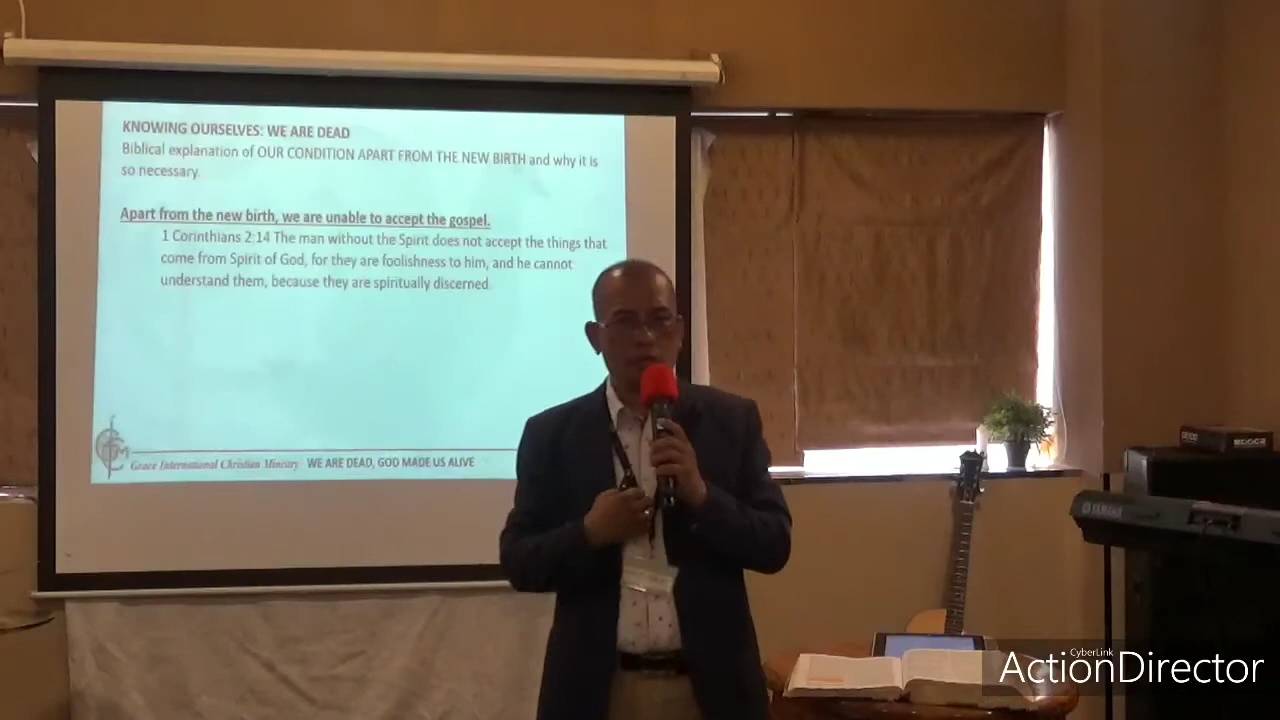 KNOWING OURSELVES: WE ARE DEAD
Biblical explanation of OUR CONDITION APART FROM THE NEW BIRTH and why it is
so necessary.
Apart from the new birth, we are unable to accept the gospel.
1 Corinthians 2:14 The man without the Spirit does not accept the things that
come from Spirit of God, for they are foolishness to him, and he cannot
understand them, because they are spiritually discerned.
Grace International Christian Ministry WE ARE DEAD, GOD MADE US ALIVE
YAMAHA
MOOER
CyberLink
ActionDirector